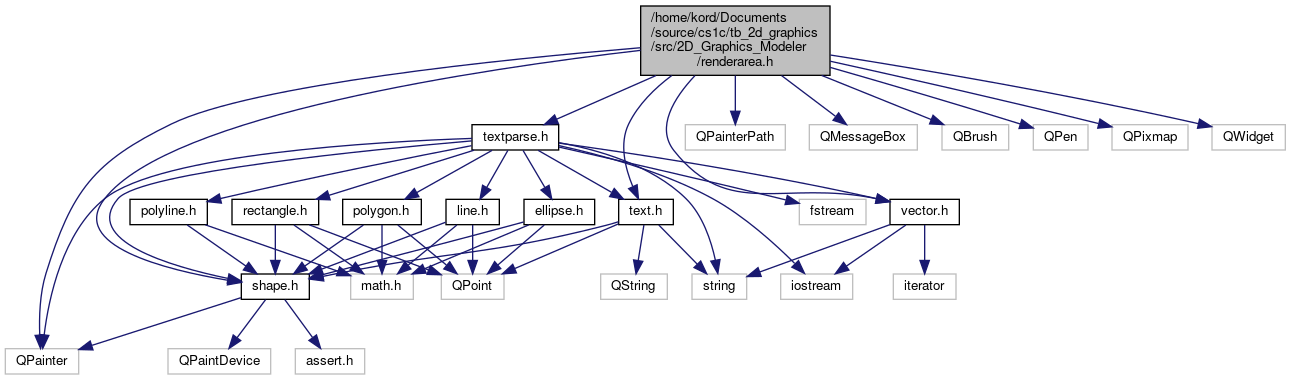 /home/kord/Documents
/source/cs1c/tb_2d_graphics
/src/2D_Graphics_Modeler
/renderarea.h
textparse.h
QPainterPath
QMessageBox
QBrush
QPen
QPixmap
QWidget
polyline.h
rectangle.h
polygon.h
line.h
ellipse.h
text.h
fstream
vector.h
shape.h
math.h
QPoint
QString
string
iostream
iterator
QPainter
QPaintDevice
assert.h